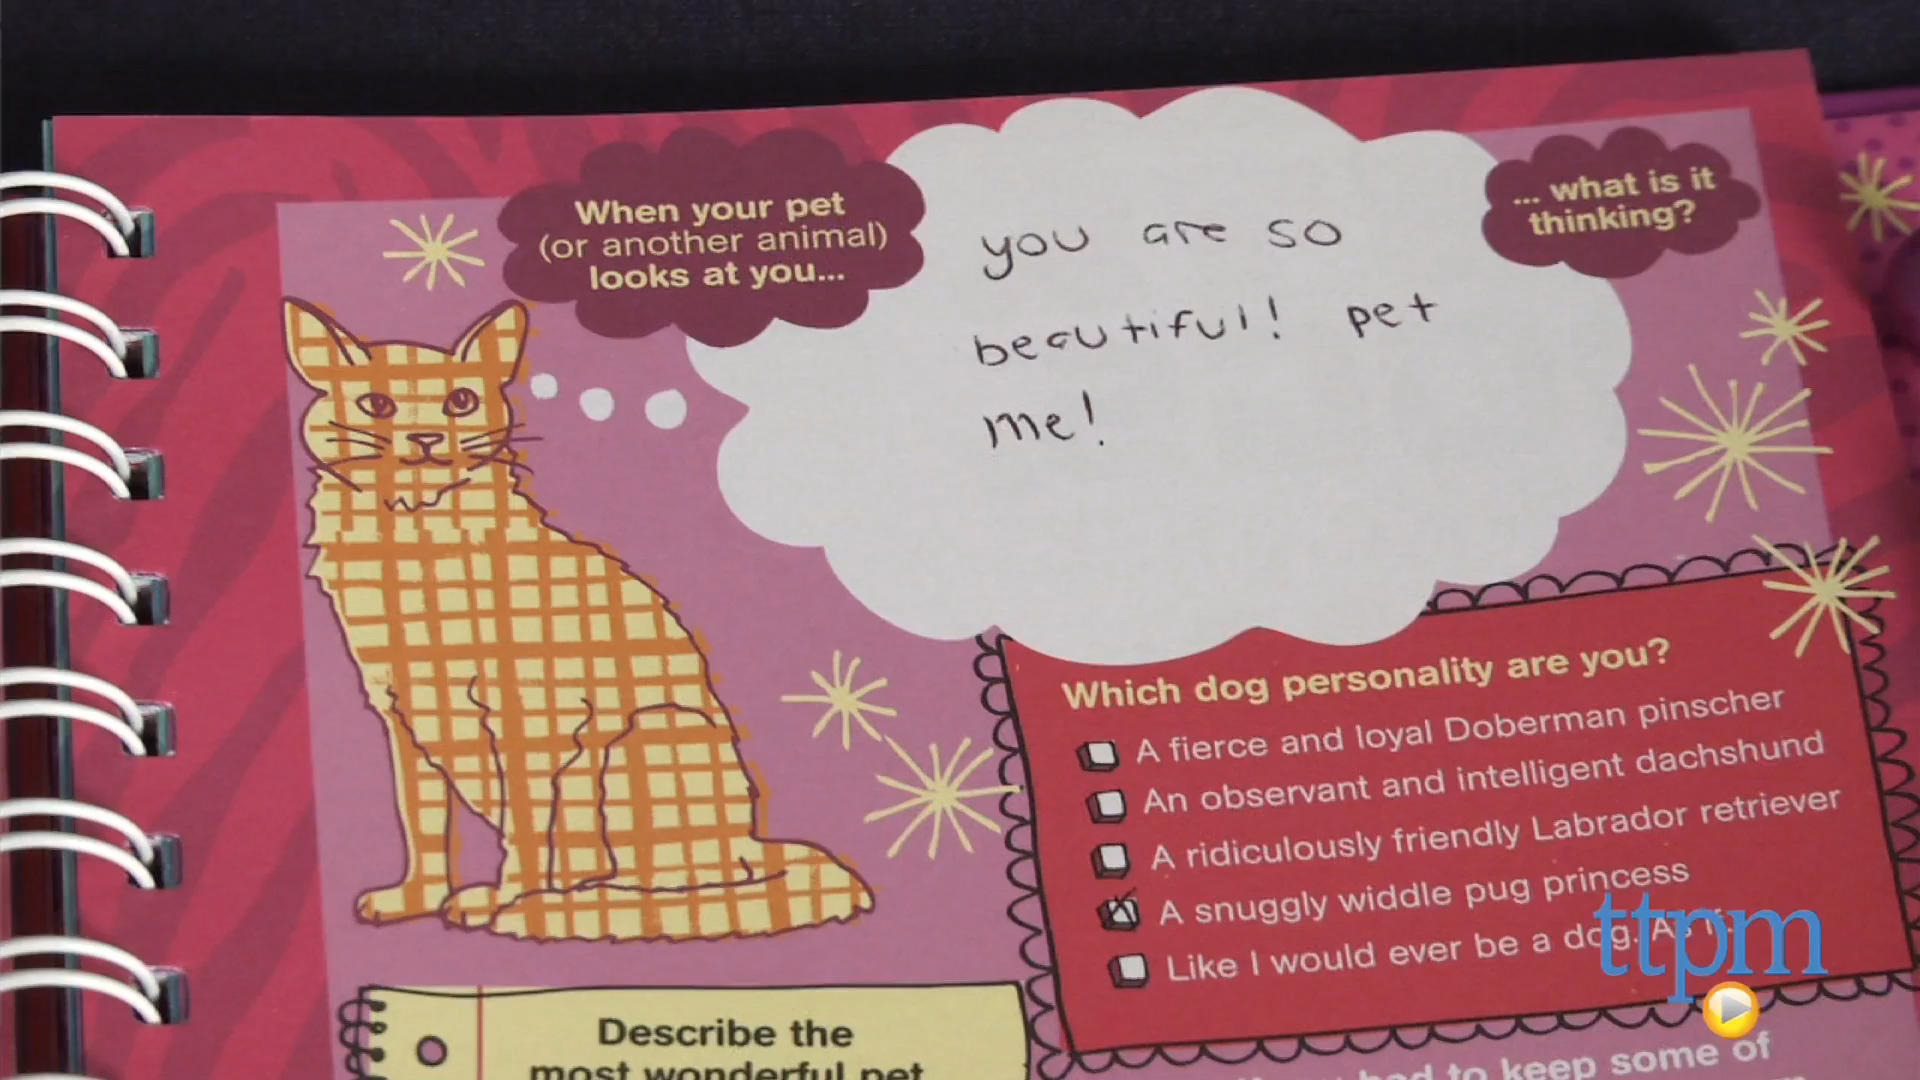 When your pet
(or another animal)
looks at you...
... what is it
thinking?
you are so
beautiful! pet
me!
Which dog personality are you?
A fierce and loyal Doberman pinscher
An observant and intelligent dachshund
A ridiculously friendly Labrador retriever
A snuggly widdle pug princess
Like I would ever be a dog. As if.
Describe the
most wonderful pet
had to keep some of
ttpm